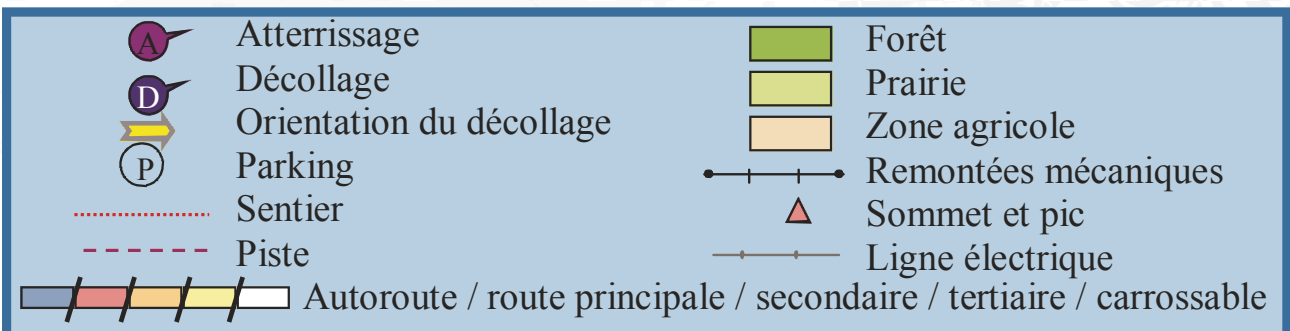 A Atterrissage
D Décollage
Orientation du décollage
P Parking
Sentier
Piste
Forêt
Prairie
Zone agricole
Remontées mécaniques
Sommet et pic
Ligne électrique
Autoroute / route principale / secondaire / tertiaire / carrossable